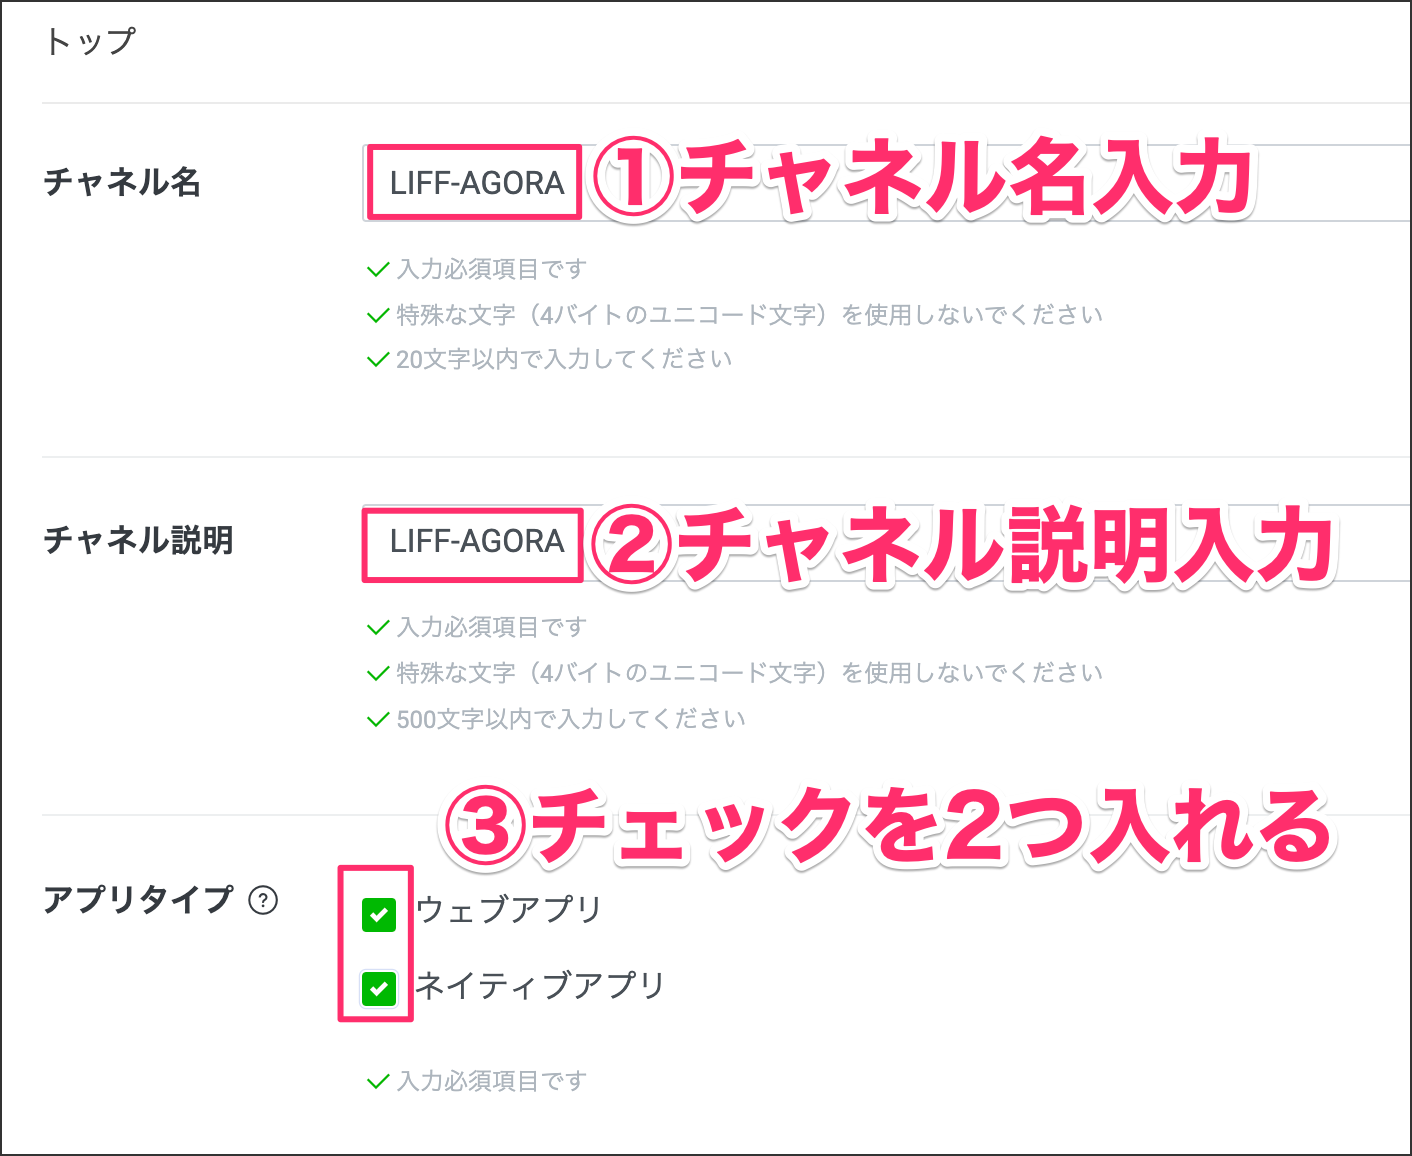 トップ
チャネル名
LIFF-AGORA
①チャネル名入力
入力必須項目です
特殊な文字（4バイトのユニコード文字）を使用しないでください
20文字以内で入力してください
チャネル説明
LIFF-AGORA
②チャネル説明入力
入力必須項目です
特殊な文字（4バイトのユニコード文字）を使用しないでください
500文字以内で入力してください
③チェックを2つ入れる
アプリタイプ ?
ウェブアプリ
ネイティブアプリ
入力必須項目です